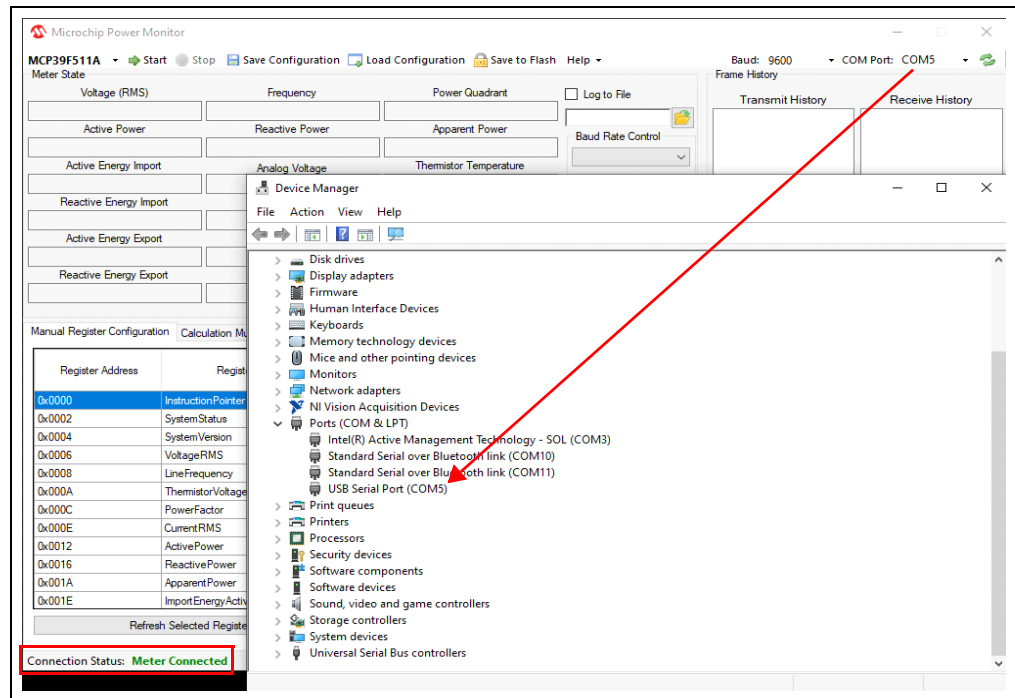 Microchip Power Monitor
MCP39F511A Start Stop Save Configuration Load Configuration Save to Flash Help Baud: 9600 COM Port: COM5
Meter State Frame History
Voltage (RMS) Frequency Power Quadrant Log to File Transmit History Receive History
Active Power Reactive Power Apparent Power Baud Rate Control
Active Energy Import Analog Voltage Thermistor Temperature
Reactive Energy Import
Active Energy Export
Reactive Energy Export
Manual Register Configuration Calculation Mu
Register Address Regist
0x0000 InstructionPointer
0x0002 SystemStatus
0x0004 SystemVersion
0x0006 VoltageRMS
0x0008 LineFrequency
0x000A ThermistorVoltage
0x000C PowerFactor
0x000E CurrentRMS
0x0012 ActivePower
0x0016 ReactivePower
0x001A ApparentPower
0x001E ImportEnergyActiv
Refresh Selected Registe
Connection Status: Meter Connected
Device Manager
File Action View Help
Disk drives
Display adapters
Firmware
Human Interface Devices
Keyboards
Memory technology devices
Mice and other pointing devices
Monitors
Network adapters
NI Vision Acquisition Devices
Ports (COM & LPT)
Intel(R) Active Management Technology - SOL (COM3)
Standard Serial over Bluetooth link (COM10)
Standard Serial over Bluetooth link (COM11)
USB Serial Port (COM5)
Print queues
Printers
Processors
Security devices
Software components
Software devices
Sound, video and game controllers
Storage controllers
System devices
Universal Serial Bus controllers